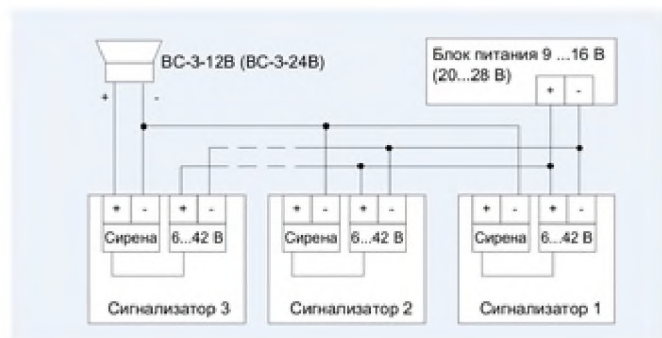 ВС-3-12В (ВС-3-24В)
Блок питания 9 ...16 В
(20...28 В)
+ -
+ -
+ - + -
Сирена 6...42 В
Сигнализатор 3
+ - + -
Сирена 6...42 В
Сигнализатор 2
+ - + -
Сирена 6...42 В
Сигнализатор 1